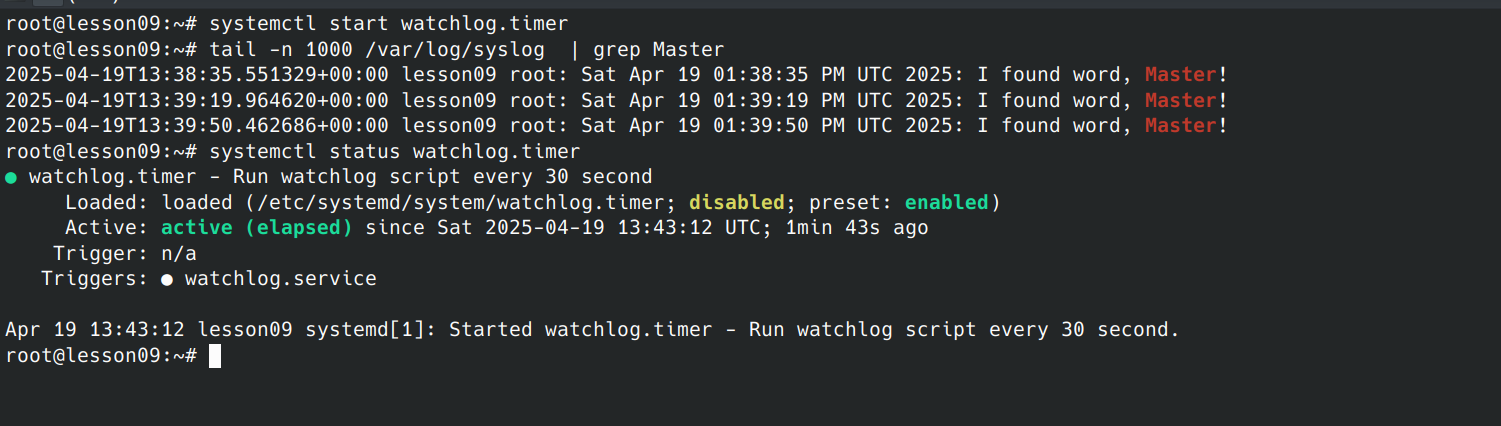 root@lesson09:~# systemctl start watchlog.timer
root@lesson09:~# tail -n 1000 /var/log/syslog  | grep Master
2025-04-19T13:38:35.551329+00:00 lesson09 root: Sat Apr 19 01:38:35 PM UTC 2025: I found word, Master!
2025-04-19T13:39:19.964620+00:00 lesson09 root: Sat Apr 19 01:39:19 PM UTC 2025: I found word, Master!
2025-04-19T13:39:50.462686+00:00 lesson09 root: Sat Apr 19 01:39:50 PM UTC 2025: I found word, Master!
root@lesson09:~# systemctl status watchlog.timer
● watchlog.timer - Run watchlog script every 30 second
     Loaded: loaded (/etc/systemd/system/watchlog.timer; disabled; preset: enabled)
     Active: active (elapsed) since Sat 2025-04-19 13:43:12 UTC; 1min 43s ago
    Trigger: n/a
   Triggers: ● watchlog.service
Apr 19 13:43:12 lesson09 systemd[1]: Started watchlog.timer - Run watchlog script every 30 second.
root@lesson09:~#